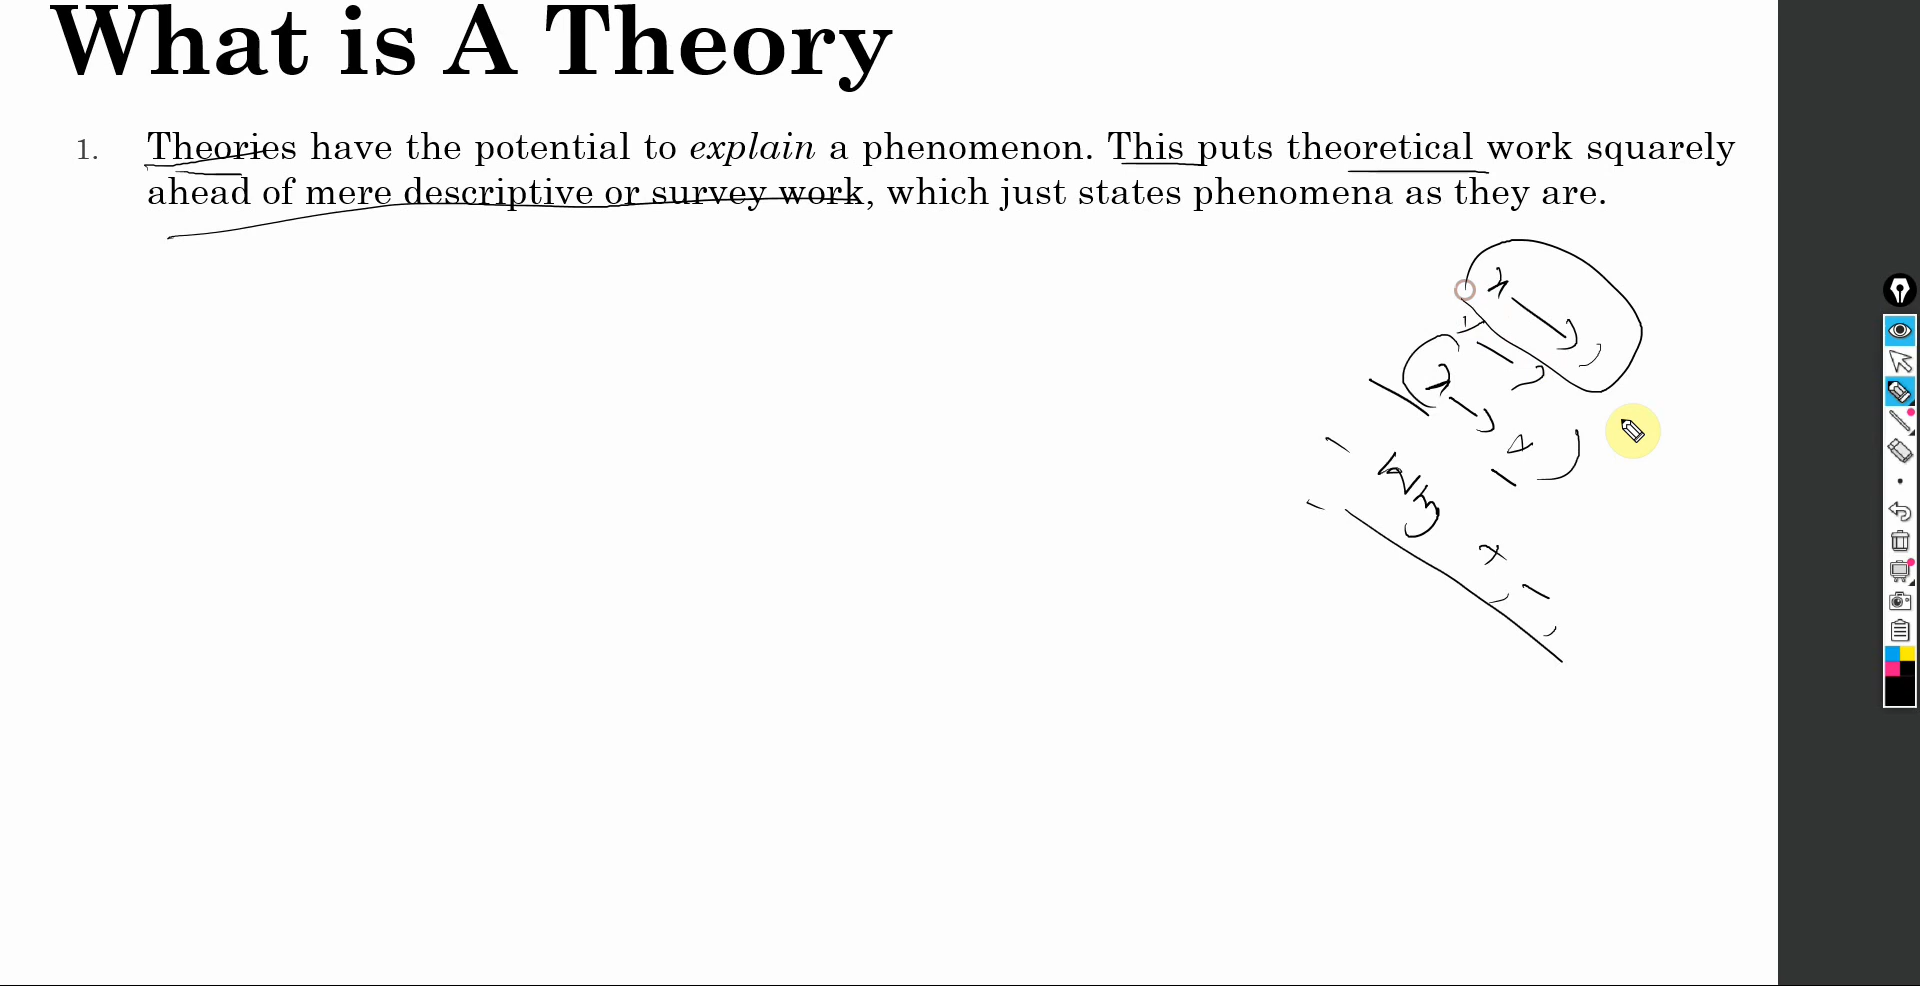 What is A Theory
1. Theories have the potential to explain a phenomenon. This puts theoretical work squarely
ahead of mere descriptive or survey work, which just states phenomena as they are.
x
why
+